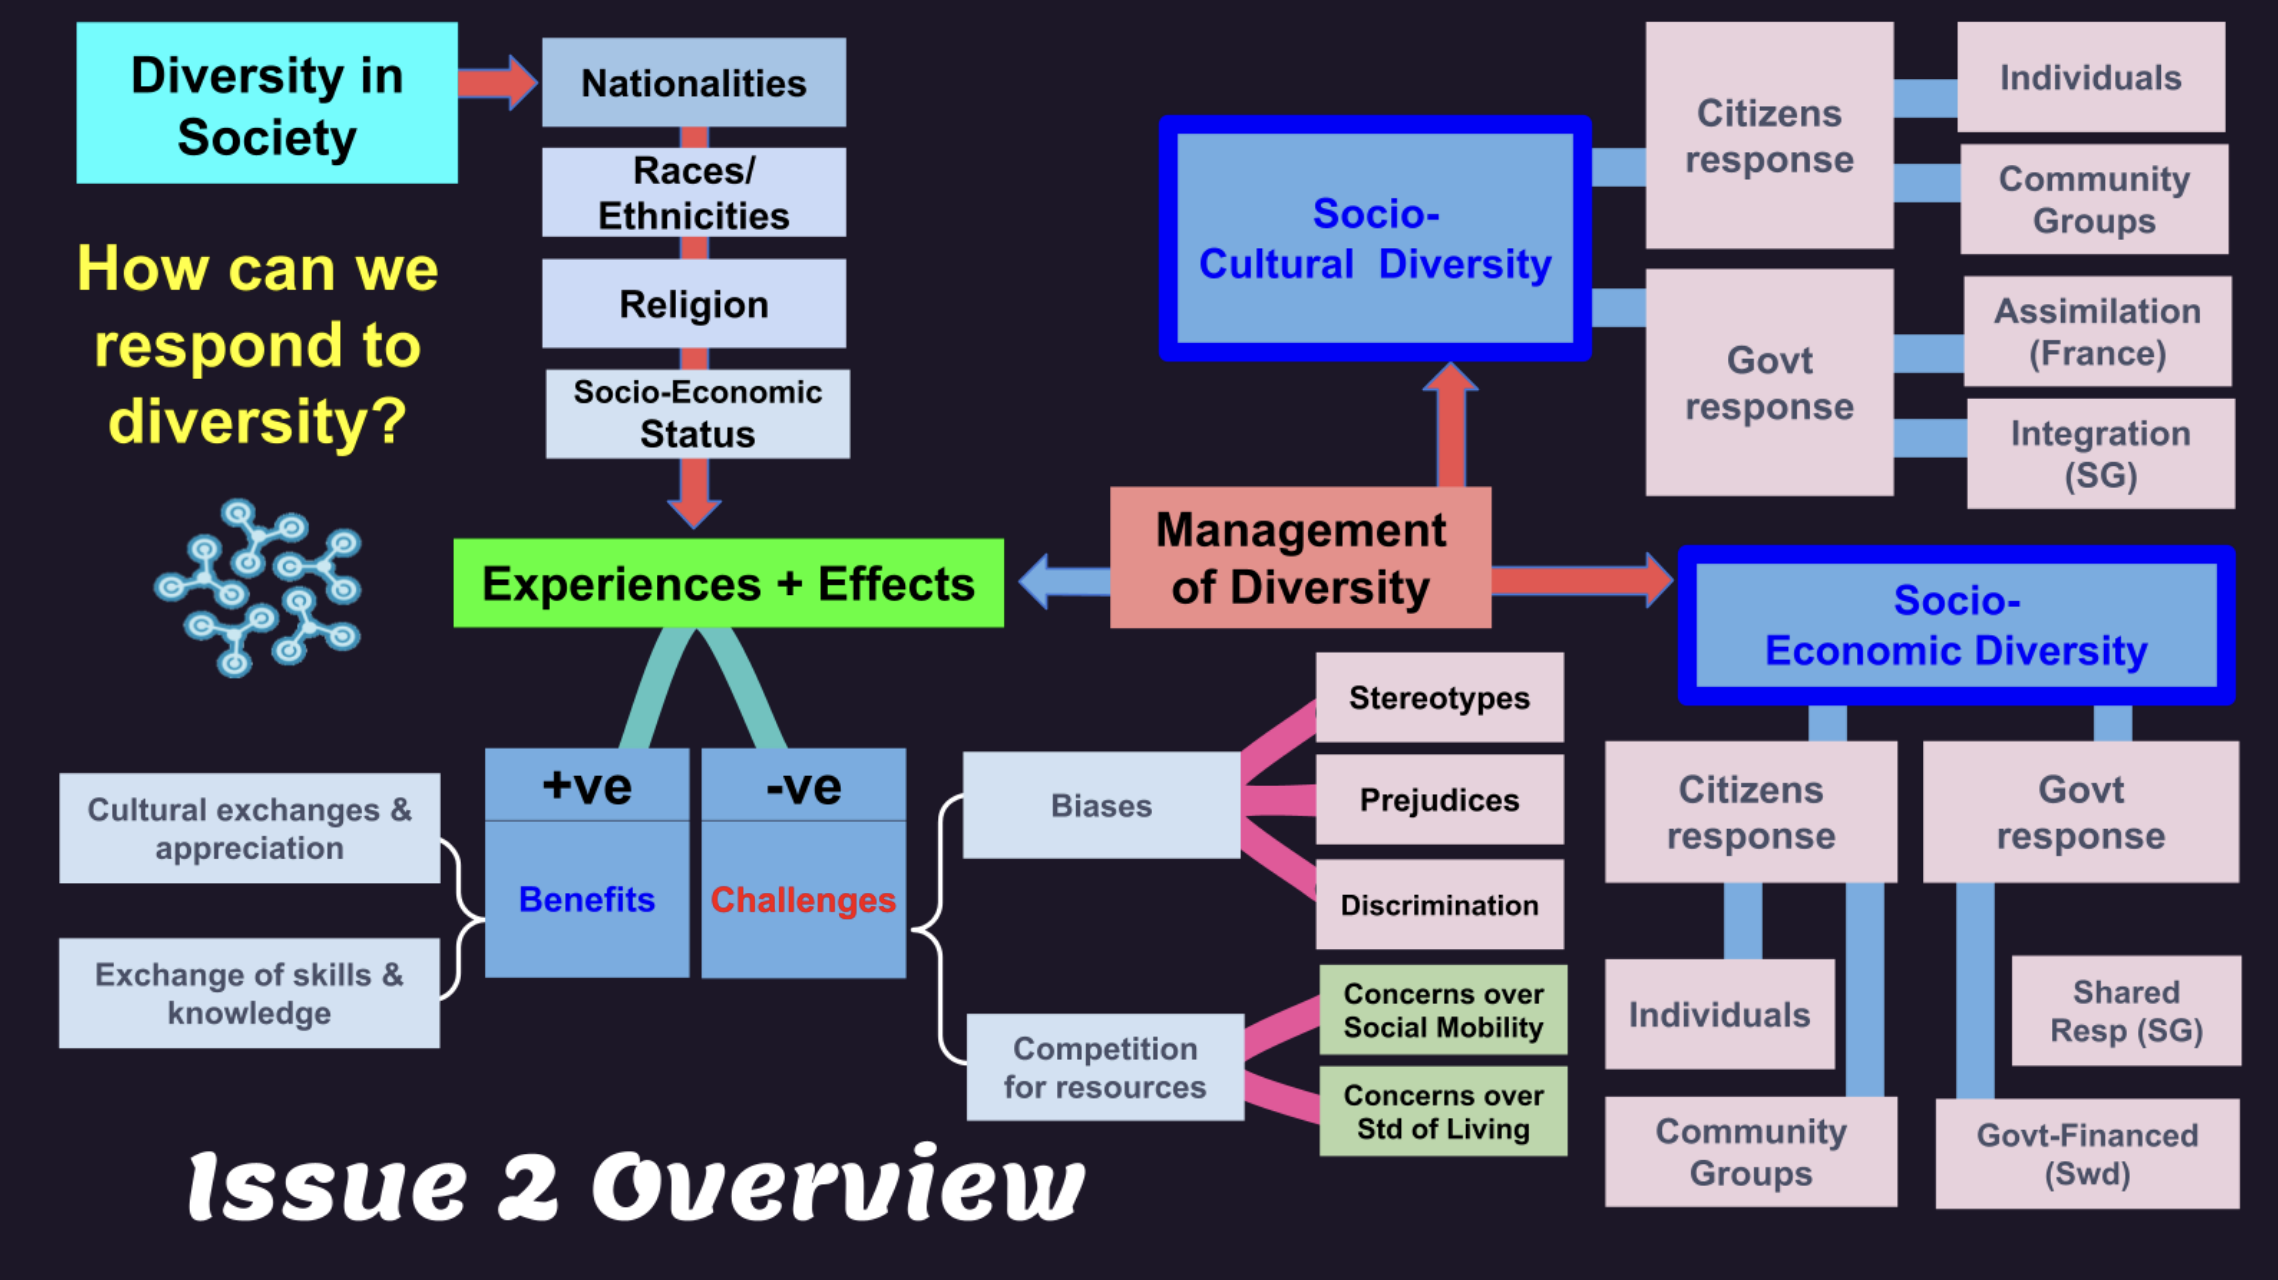 Diversity in
Society
How can we
respond to
diversity?
Nationalities
Races/
Ethnicities
Religion
Socio-Economic
Status
Experiences + Effects
+ve
-ve
Benefits
Challenges
Cultural exchanges &
appreciation
Exchange of skills &
knowledge
Biases
Stereotypes
Prejudices
Discrimination
Competition
for resources
Concerns over
Social Mobility
Concerns over
Std of Living
Management
of Diversity
Socio-
Cultural Diversity
Citizens
response
Individuals
Community
Groups
Govt
response
Assimilation
(France)
Integration
(SG)
Socio-
Economic Diversity
Citizens
response
Individuals
Community
Groups
Govt
response
Shared
Resp (SG)
Govt-Financed
(Swd)
Issue 2 Overview